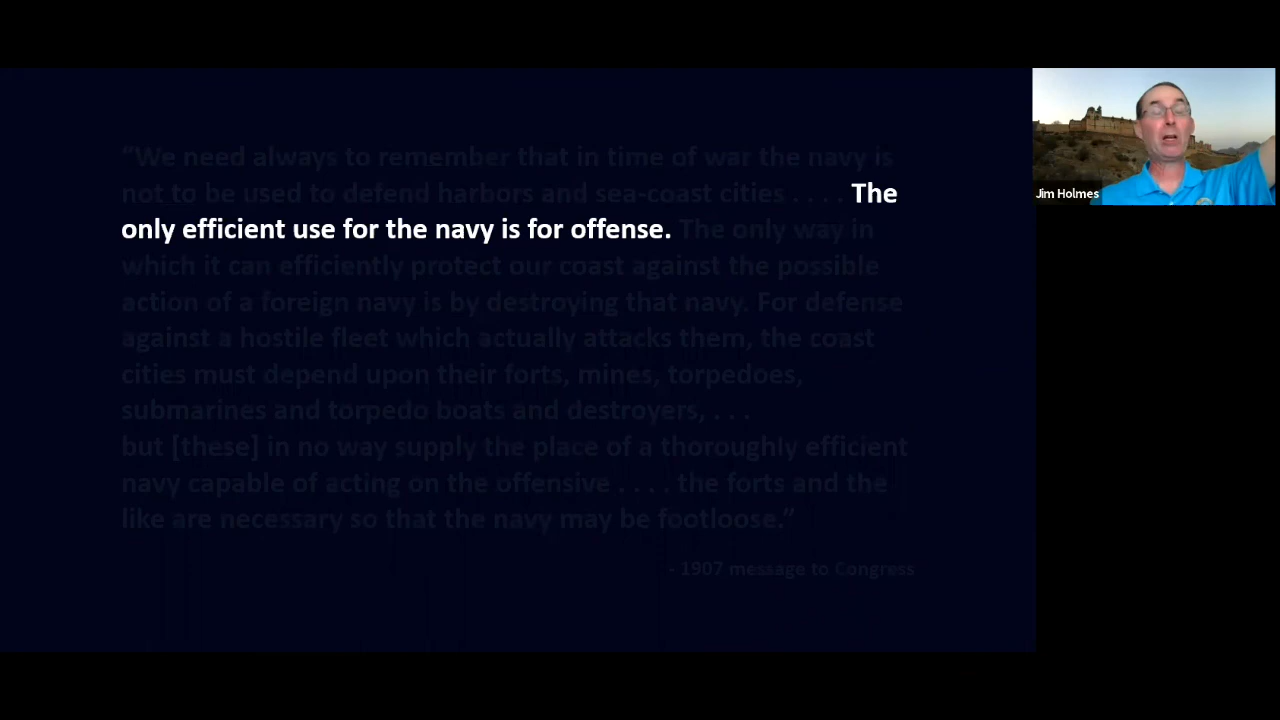 “We need always to remember that in time of war the navy is
not to be used to defend harbors and sea-coast cities . . . . The
only efficient use for the navy is for offense. The only way in
which it can efficiently protect our coast against the possible
action of a foreign navy is by destroying that navy. For defense
against a hostile fleet which actually attacks them, the coast
cities must depend upon their forts, mines, torpedoes,
submarines and torpedo boats and destroyers, . . .
but [these] in no way supply the place of a thoroughly efficient
navy capable of acting on the offensive . . . . the forts and the
like are necessary so that the navy may be footloose.”
- 1907 message to Congress
Jim Holmes